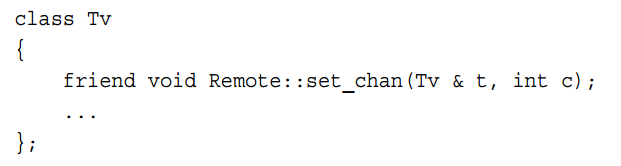 class Tv
{
    friend void Remote::set_chan(Tv & t, int c);
    ...
};